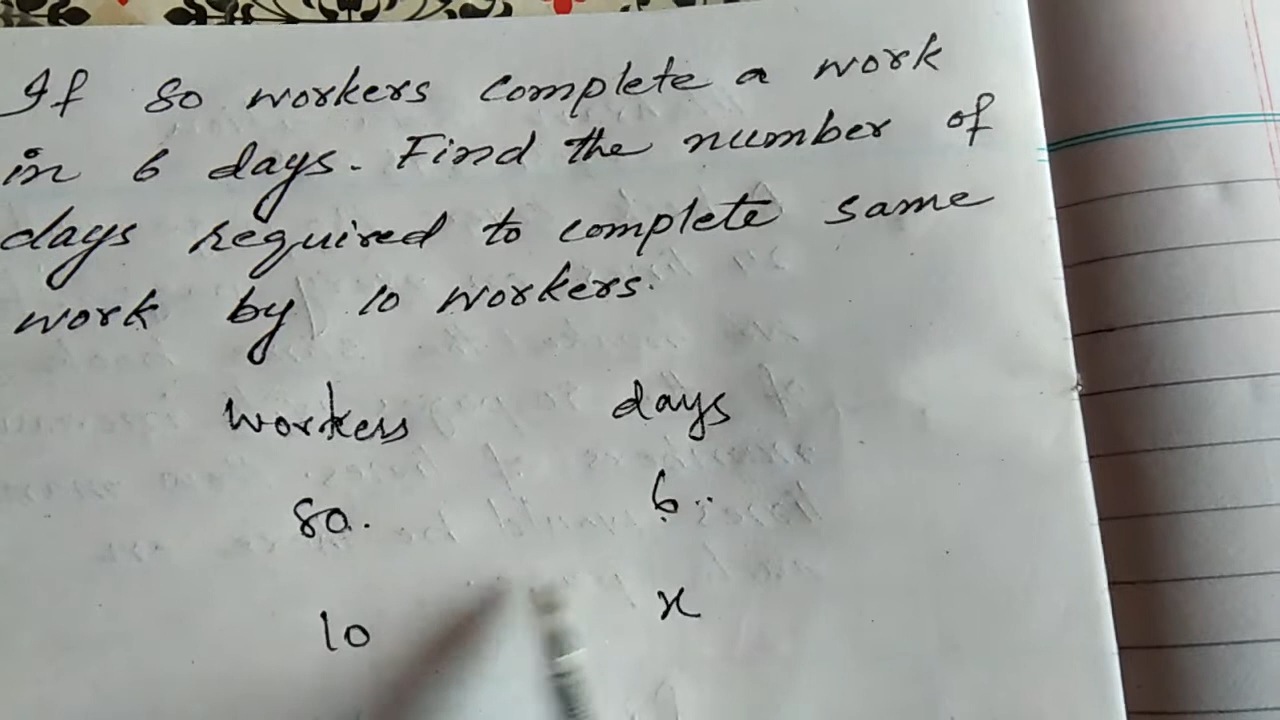 If 80 workers complete a work
in 6 days. Find the number of
days required to complete same
work by 10 workers.
workers days
80. 6..
10 x